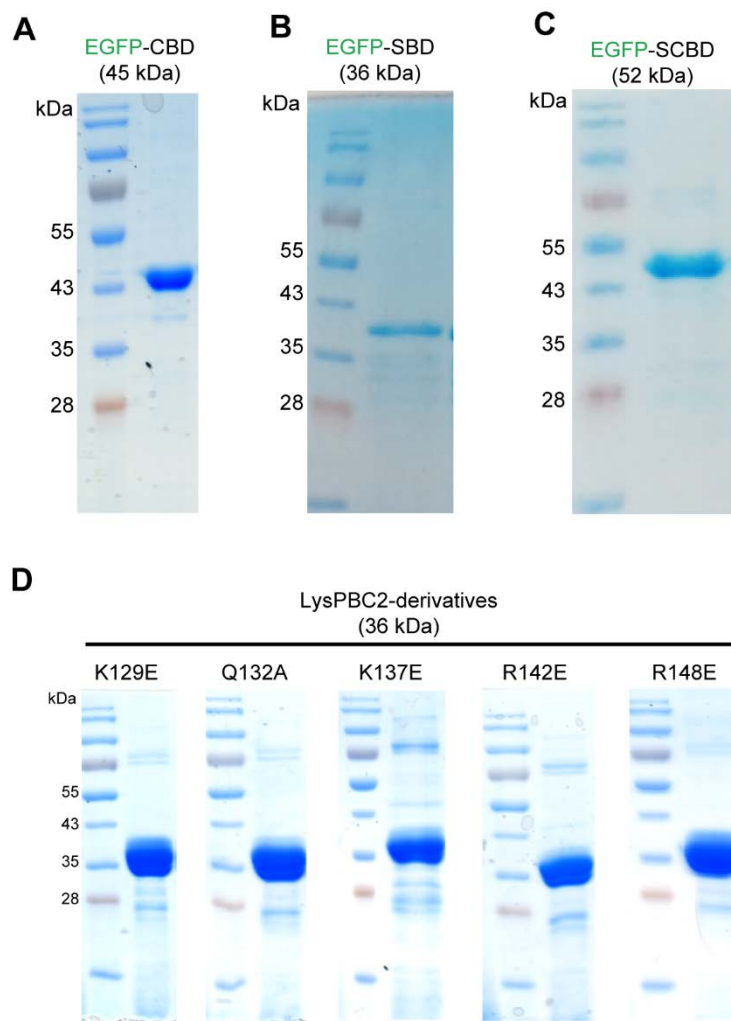 A
EGFP-CBD
(45 kDa)
kDa
55
43
35
28
B
EGFP-SBD
(36 kDa)
kDa
55
43
35
28
C
EGFP-SCBD
(52 kDa)
kDa
55
43
35
28
D
LysPBC2-derivatives
(36 kDa)
K129E Q132A K137E R142E R148E
kDa
55
43
35
28